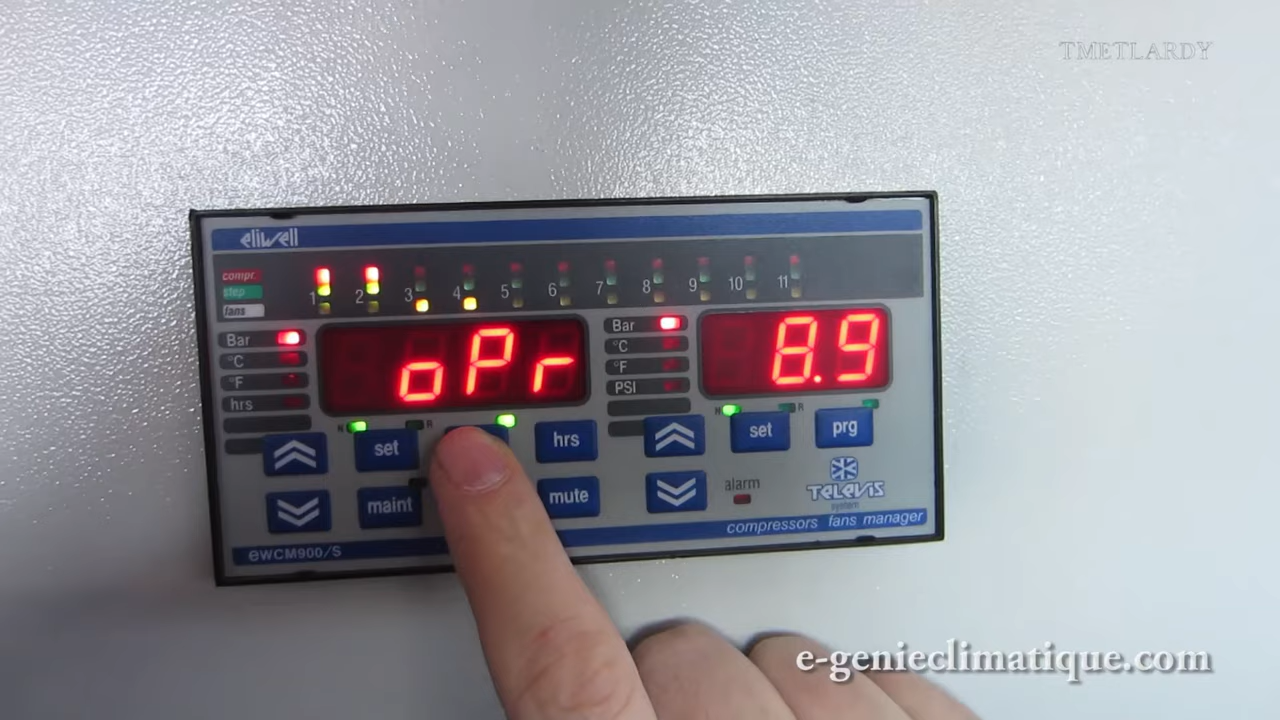 TMETLARDY
eliwell
compr.
step
fans
1 2 3 4 5 6 7 8 9 10 11
Bar
°C
°F
hrs
oPr
Bar
°C
°F
PSI
8.9
N R
N R
set
hrs
set
prg
maint
mute
alarm
TELEVIS
system
compressors fans manager
eWCM900/S
e-genieclimatique.com